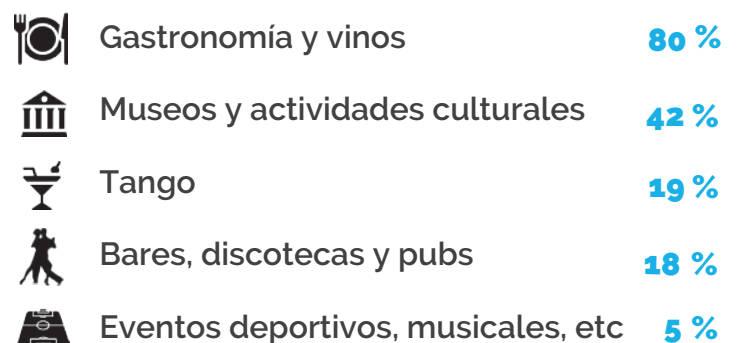 Gastronomía y vinos 80 %
Museos y actividades culturales 42 %
Tango 19 %
Bares, discotecas y pubs 18 %
Eventos deportivos, musicales, etc 5 %